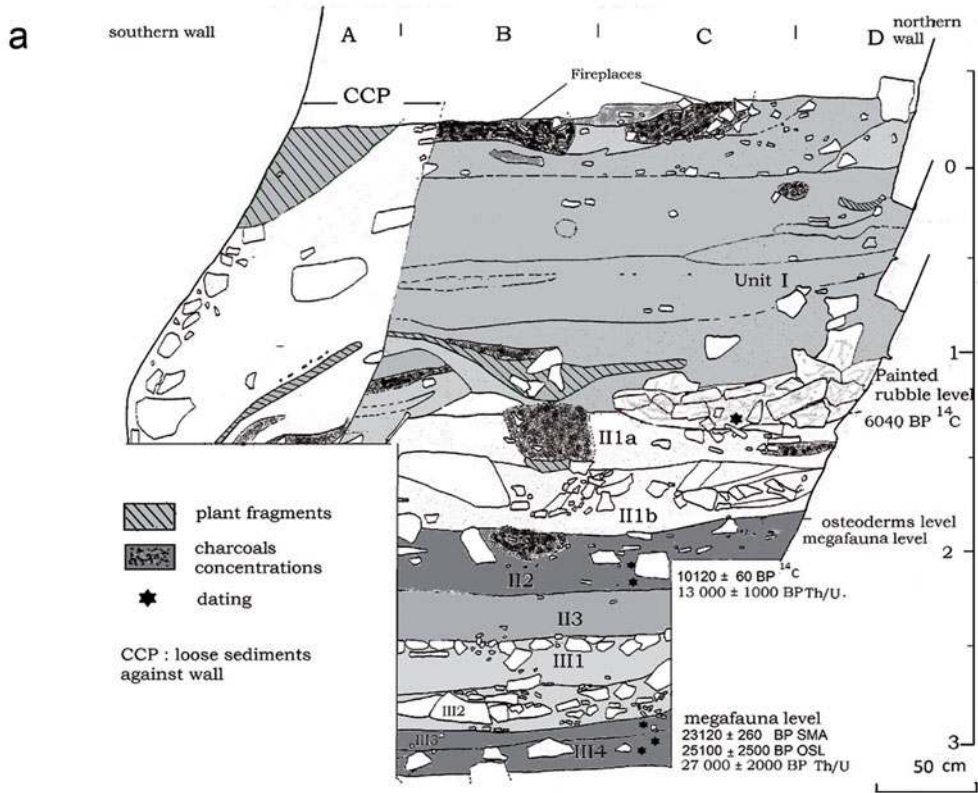 a
southern wall
A
B
C
D
northern
wall
Fireplaces
CCP
0
Unit I
1
Painted
rubble level
6040 BP 14C
II1a
II1b
osteoderms level
megafauna level
2
II2
10120 ± 60 BP 14C
13 000 ± 1000 BP Th/U.
II3
III1
III2
III3
III4
megafauna level
23120 ± 260 BP SMA
25100 ± 2500 BP OSL
27 000 ± 2000 BP Th/U
3
50 cm
plant fragments
charcoals
concentrations
dating
CCP : loose sediments
against wall